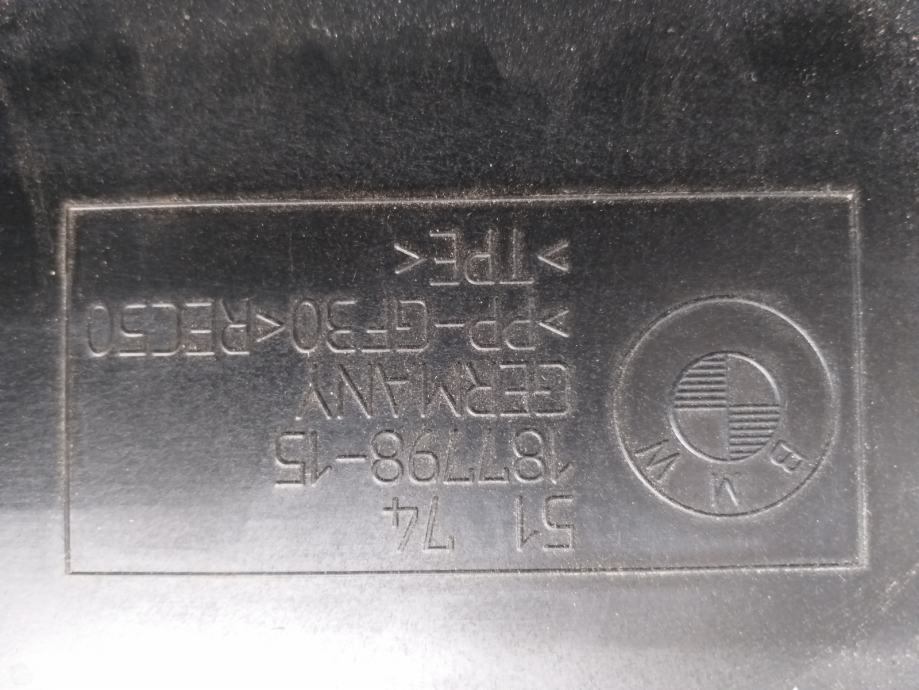 BMW
51 74
187798-15
GERMANY
>PP-GF30<REC50
>TPE<